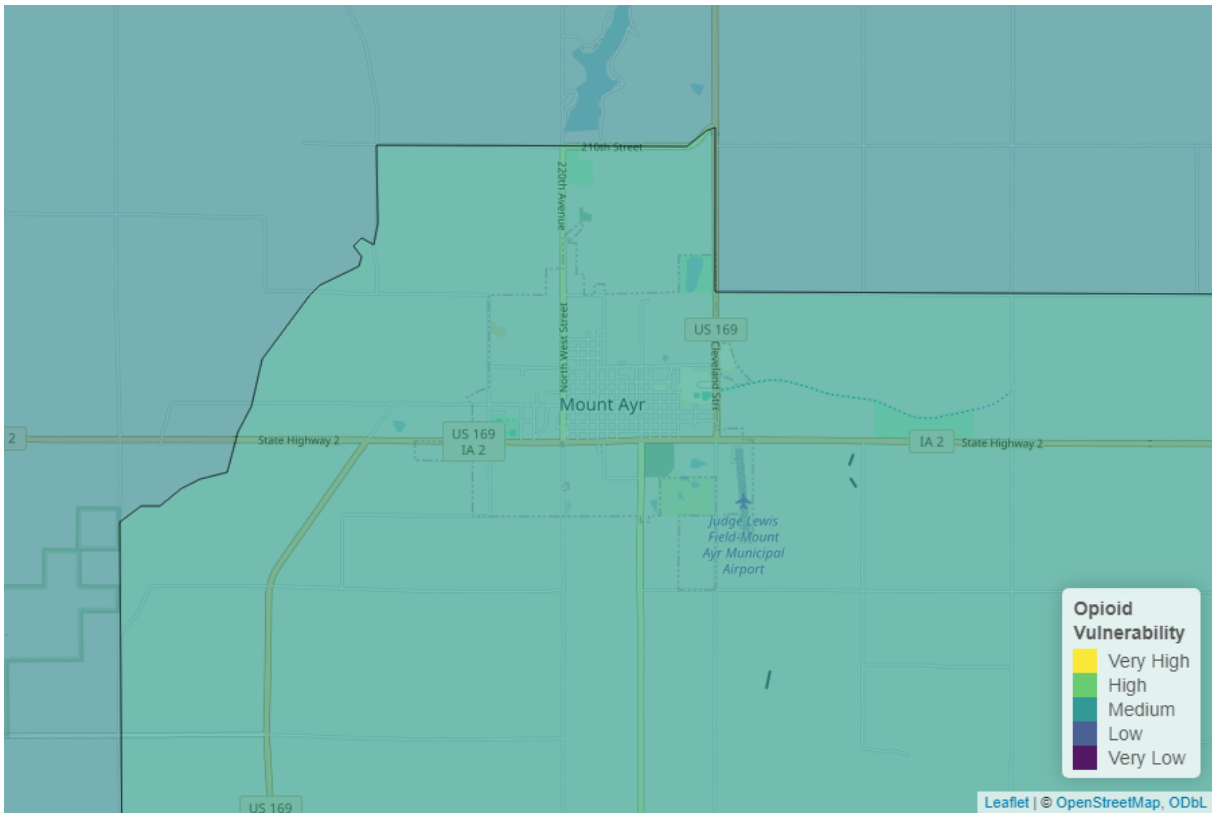 210th Street
220th Avenue
US 169
North West Street
Cleveland Stre
Mount Ayr
2
State Highway 2
US 169
IA 2
IA 2
State Highway 2
Judge Lewis
Field-Mount
Ayr Municipal
Airport
Opioid
Vulnerability
Very High
High
Medium
Low
Very Low
US 169
Leaflet | © OpenStreetMap, ODbL